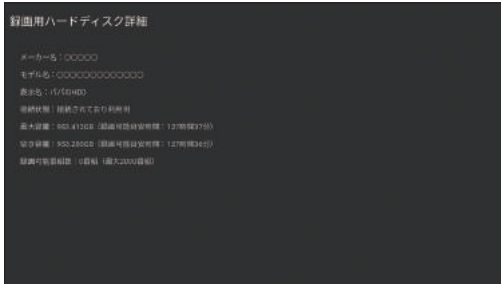 録画用ハードディスク詳細
メーカー名：○○○○○
モデル名：○○○○○○○○○○○○○
表示名：パパのHDD
接続状態：接続されており利用可
最大容量：953.413GB（録画可能目安時間：127時間37分）
空き容量：953.293GB（録画可能目安時間：127時間36分）
録画可能番組数：0番組（最大2000番組）